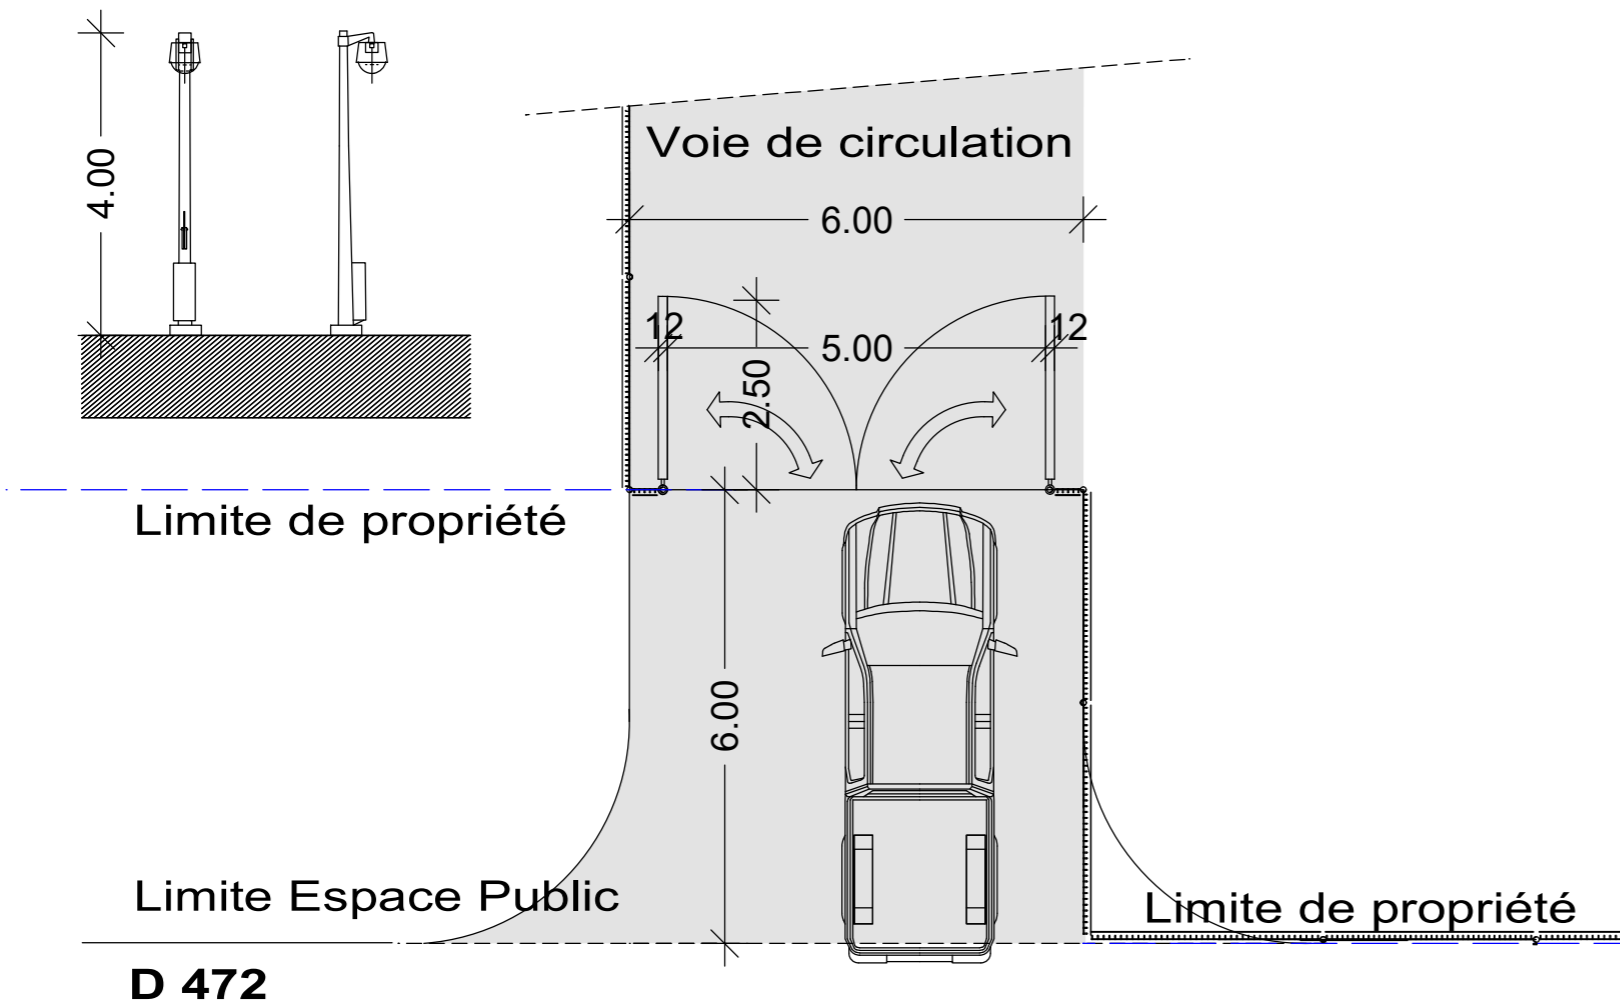 4.00
Voie de circulation
6.00
12
12
5.00
2.50
Limite de propriété
6.00
Limite Espace Public
Limite de propriété
D 472